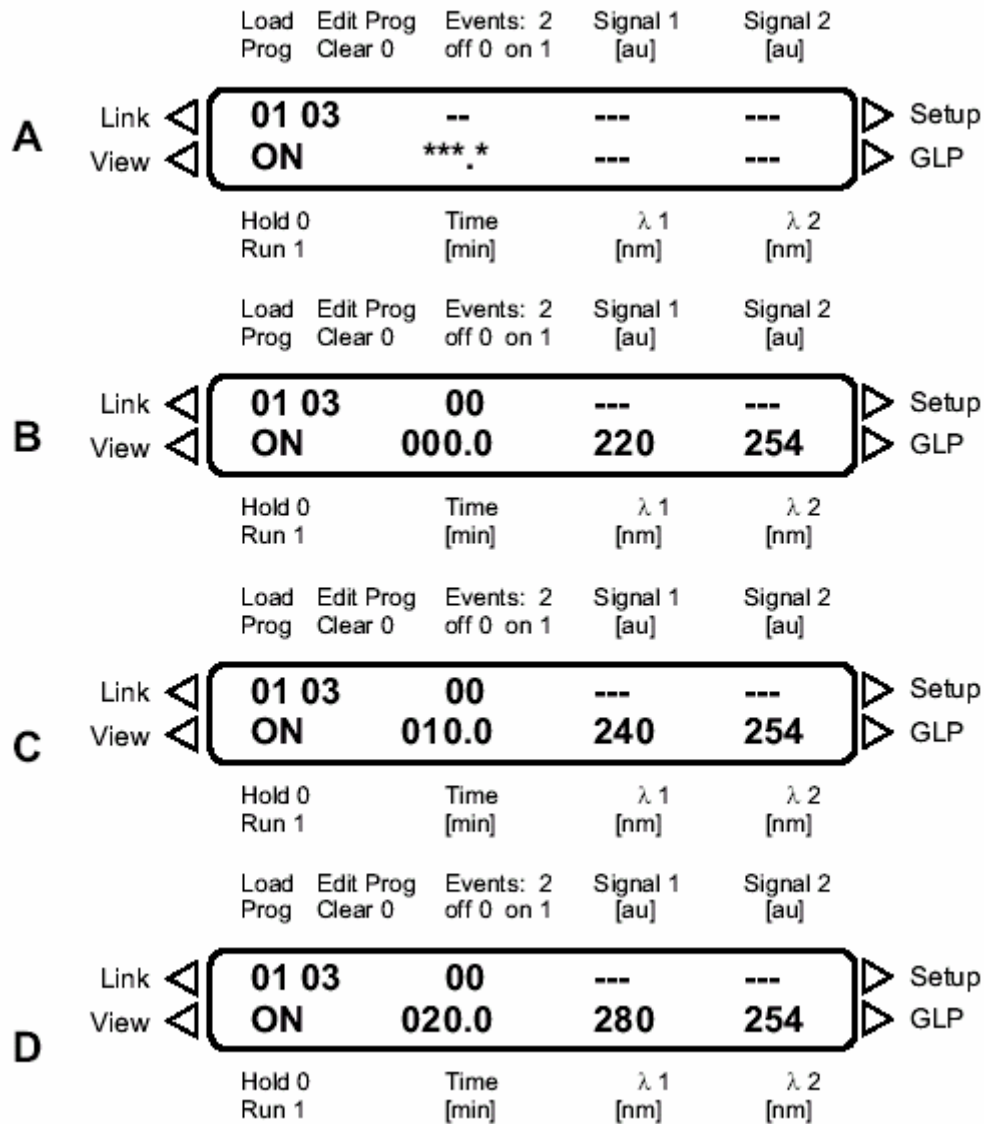 Load Edit Prog Events: 2 Signal 1 Signal 2
Prog Clear 0 off 0 on 1 [au] [au]
A
Link 01 03 -- --- --- Setup
View ON ***.* --- --- GLP
Hold 0 Time λ 1 λ 2
Run 1 [min] [nm] [nm]
Load Edit Prog Events: 2 Signal 1 Signal 2
Prog Clear 0 off 0 on 1 [au] [au]
B
Link 01 03 00 --- --- Setup
View ON 000.0 220 254 GLP
Hold 0 Time λ 1 λ 2
Run 1 [min] [nm] [nm]
Load Edit Prog Events: 2 Signal 1 Signal 2
Prog Clear 0 off 0 on 1 [au] [au]
C
Link 01 03 00 --- --- Setup
View ON 010.0 240 254 GLP
Hold 0 Time λ 1 λ 2
Run 1 [min] [nm] [nm]
Load Edit Prog Events: 2 Signal 1 Signal 2
Prog Clear 0 off 0 on 1 [au] [au]
D
Link 01 03 00 --- --- Setup
View ON 020.0 280 254 GLP
Hold 0 Time λ 1 λ 2
Run 1 [min] [nm] [nm]